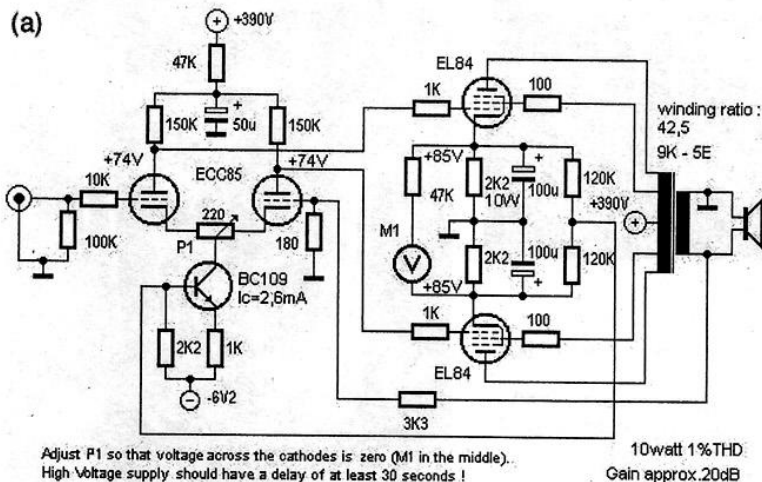 (a)
+390V
47K
+
50u
150K
150K
+74V
ECC85
+74V
10K
100K
220
P1
180
BC109
Ic=2,6mA
2K2
1K
-6V2
EL84
1K
100
+85V
47K
2K2
10W
+
100u
120K
+390V
M1
V
2K2
100u
+
120K
+85V
1K
100
EL84
3K3
winding ratio :
42,5
9K - 5E
Adjust P1 so that voltage across the cathodes is zero (M1 in the middle).
High Voltage supply should have a delay of at least 30 seconds !
10watt 1%THD
Gain approx.20dB